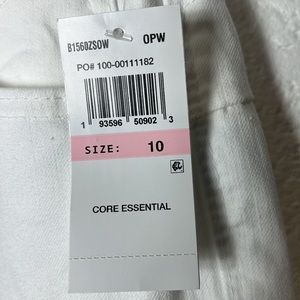 B1560ZSOW OPW
PO# 100-00111182
1 93596 50902 3
SIZE: 10
CORE ESSENTIAL